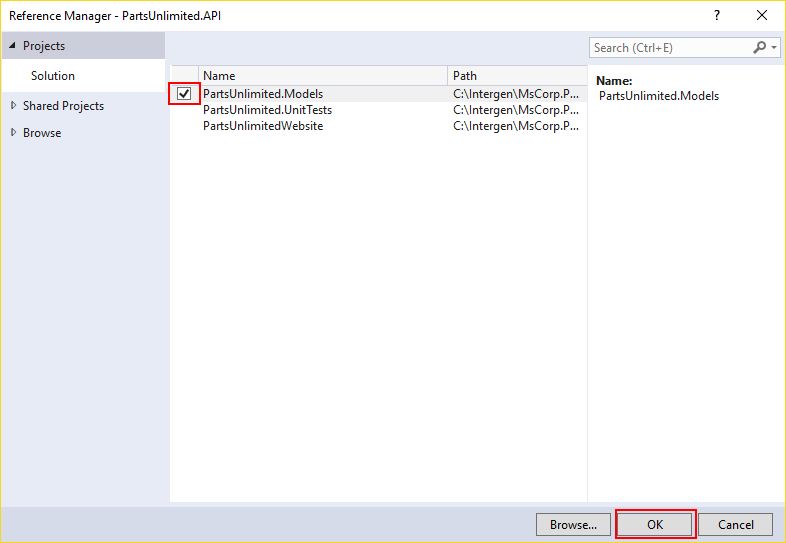 Reference Manager - PartsUnlimited.API
?
Projects
Search (Ctrl+E)
Solution
Name
Path
Name:
PartsUnlimited.Models
C:\Intergen\MsCorp.P...
PartsUnlimited.Models
Shared Projects
PartsUnlimited.UnitTests
C:\Intergen\MsCorp.P...
PartsUnlimitedWebsite
C:\Intergen\MsCorp.P...
Browse
Browse...
OK
Cancel